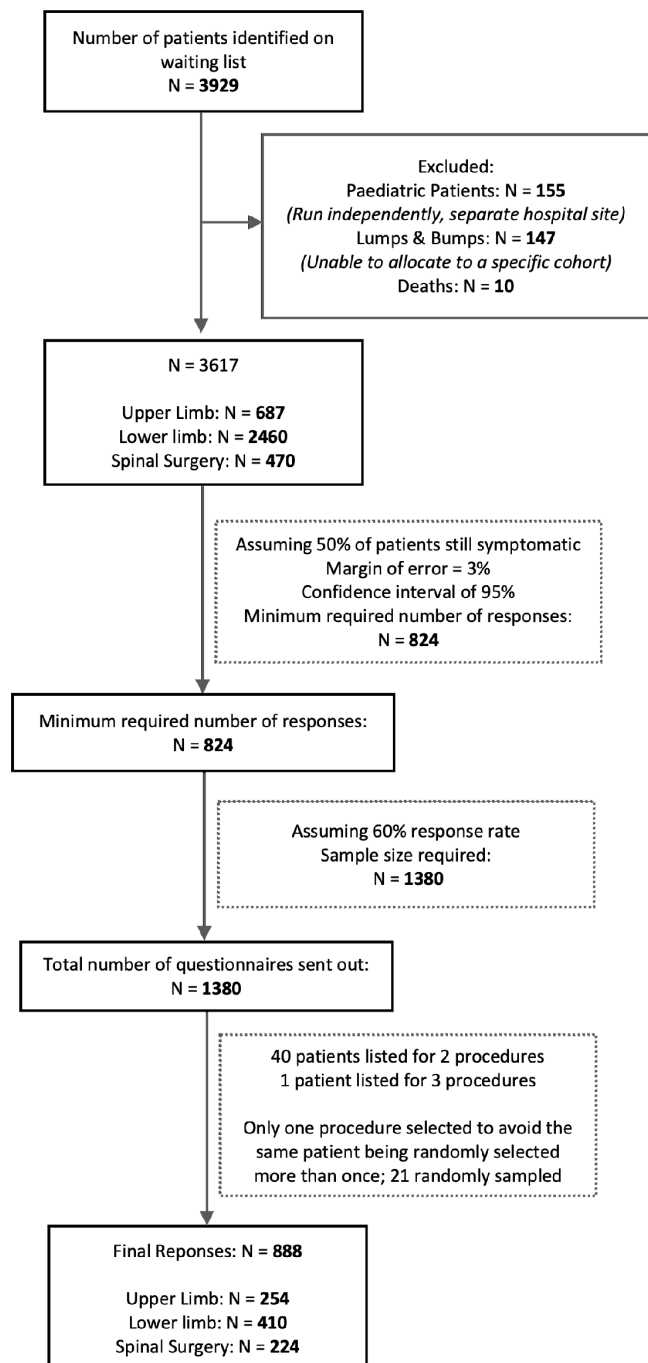 Number of patients identified on
waiting list
N = 3929
Excluded:
Paediatric Patients: N = 155
(Run independently, separate hospital site)
Lumps & Bumps: N = 147
(Unable to allocate to a specific cohort)
Deaths: N = 10
N = 3617
Upper Limb: N = 687
Lower limb: N = 2460
Spinal Surgery: N = 470
Assuming 50% of patients still symptomatic
Margin of error = 3%
Confidence interval of 95%
Minimum required number of responses:
N = 824
Minimum required number of responses:
N = 824
Assuming 60% response rate
Sample size required:
N = 1380
Total number of questionnaires sent out:
N = 1380
40 patients listed for 2 procedures
1 patient listed for 3 procedures
Only one procedure selected to avoid the
same patient being randomly selected
more than once; 21 randomly sampled
Final Reponses: N = 888
Upper Limb: N = 254
Lower limb: N = 410
Spinal Surgery: N = 224